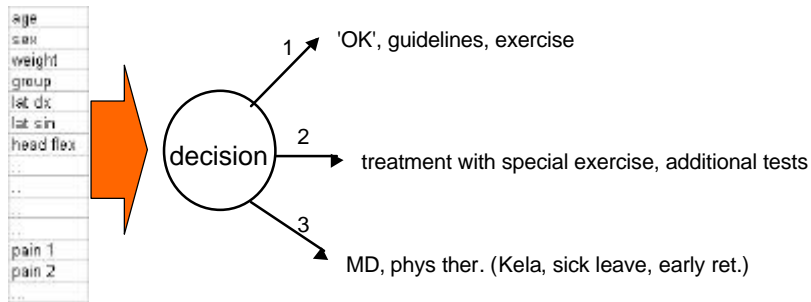 age
sex
weight
group
lat dx
lat sin
head flex
..
..
..
..
pain 1
pain 2
...
decision
1
'OK', guidelines, exercise
2
treatment with special exercise, additional tests
3
MD, phys ther. (Kela, sick leave, early ret.)